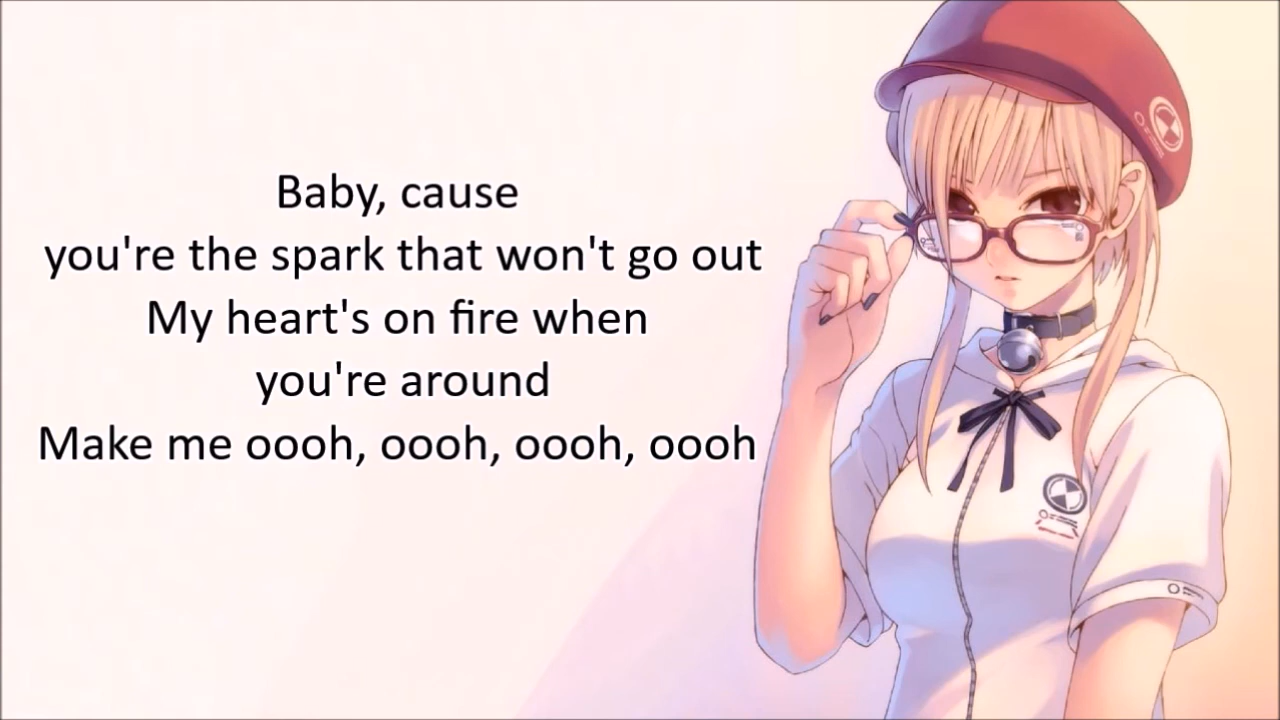 Baby, cause
you're the spark that won't go out
My heart's on fire when
you're around
Make me oooh, oooh, oooh, oooh